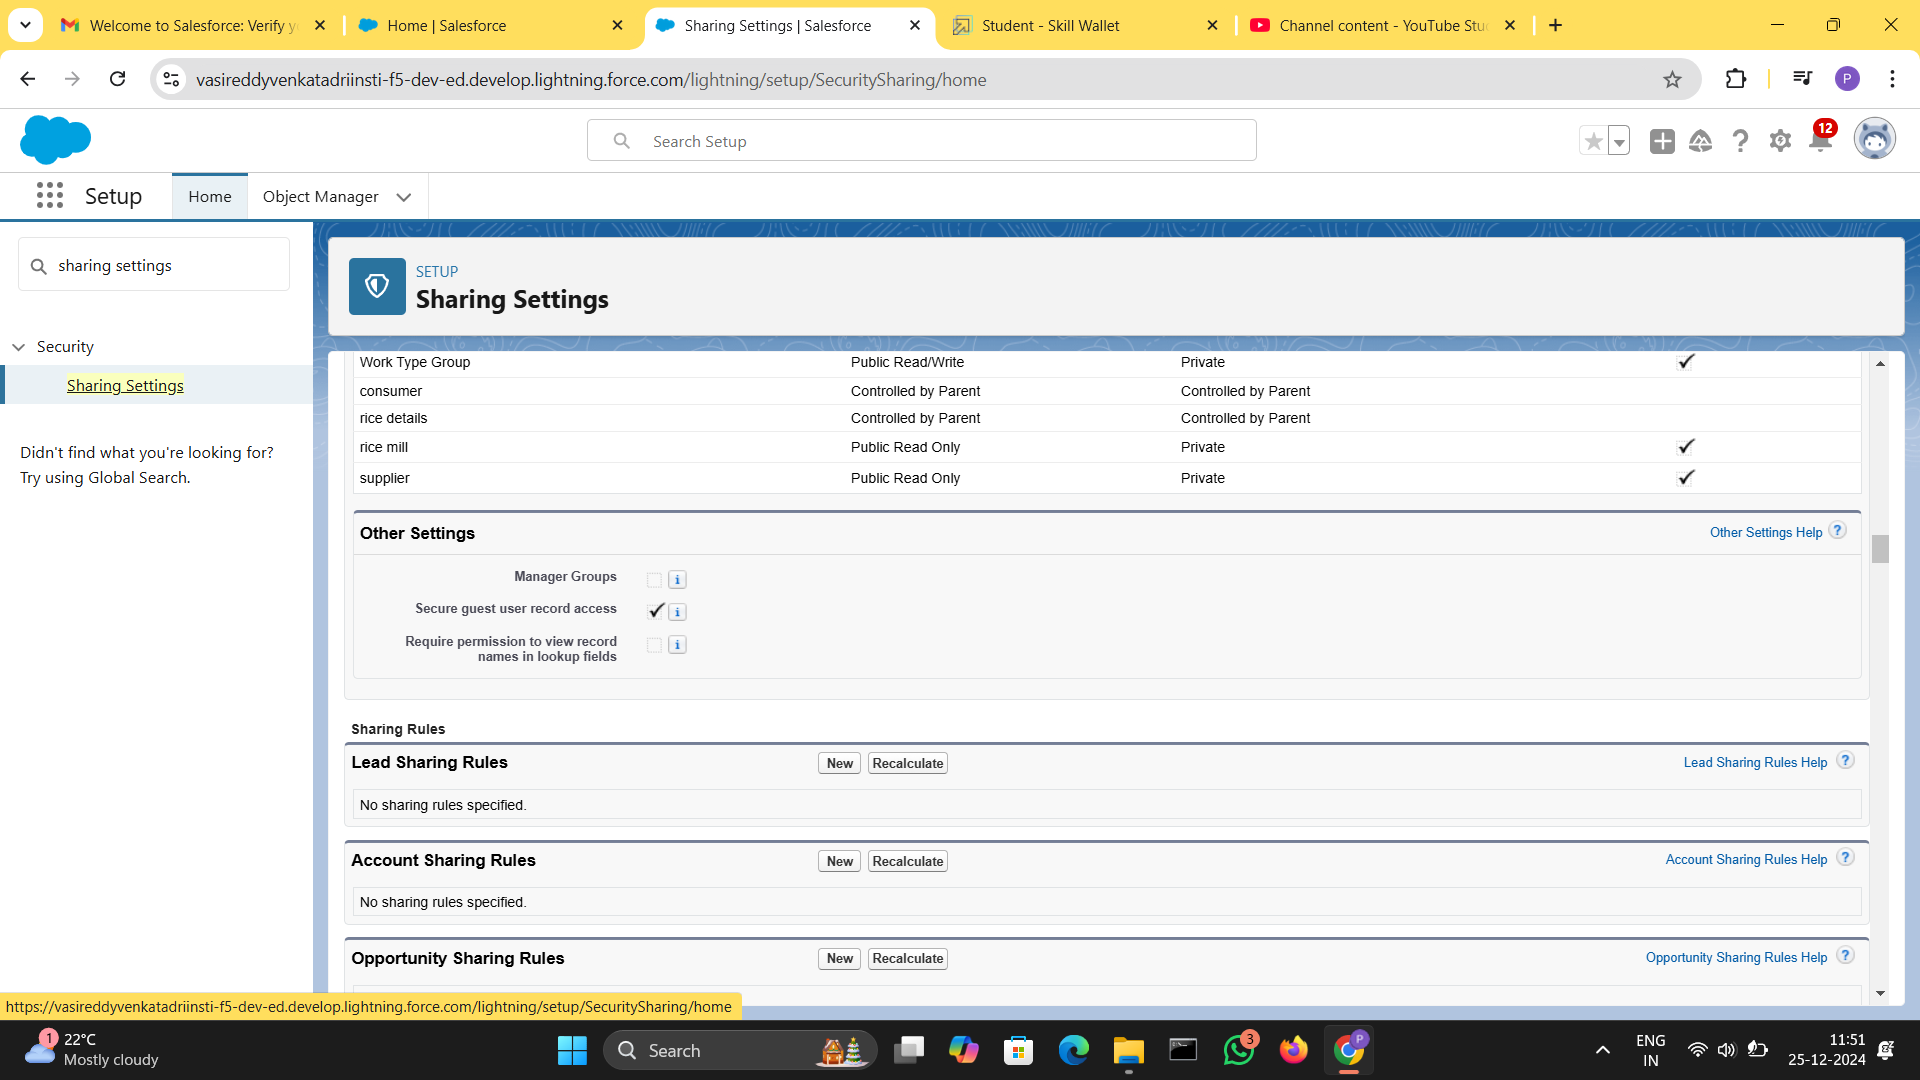 Welcome to Salesforce: Verify y
Home | Salesforce
Sharing Settings | Salesforce
Student - Skill Wallet
Channel content - YouTube Stu
vasireddyvenkatadriinsti-f5-dev-ed.develop.lightning.force.com/lightning/setup/SecuritySharing/home
P
Search Setup
12
Setup
Home
Object Manager
sharing settings
Security
Sharing Settings
Didn't find what you're looking for?
Try using Global Search.
SETUP
Sharing Settings
Work Type Group Public Read/Write Private
consumer Controlled by Parent Controlled by Parent
rice details Controlled by Parent Controlled by Parent
rice mill Public Read Only Private
supplier Public Read Only Private
Other Settings
Other Settings Help ?
Manager Groups i
Secure guest user record access i
Require permission to view record
names in lookup fields i
Sharing Rules
Lead Sharing Rules New Recalculate Lead Sharing Rules Help ?
No sharing rules specified.
Account Sharing Rules New Recalculate Account Sharing Rules Help ?
No sharing rules specified.
Opportunity Sharing Rules New Recalculate Opportunity Sharing Rules Help ?
https://vasireddyvenkatadriinsti-f5-dev-ed.develop.lightning.force.com/lightning/setup/SecuritySharing/home
1
22°C
Mostly cloudy
Search
3
P
ENG
IN
11:51
25-12-2024